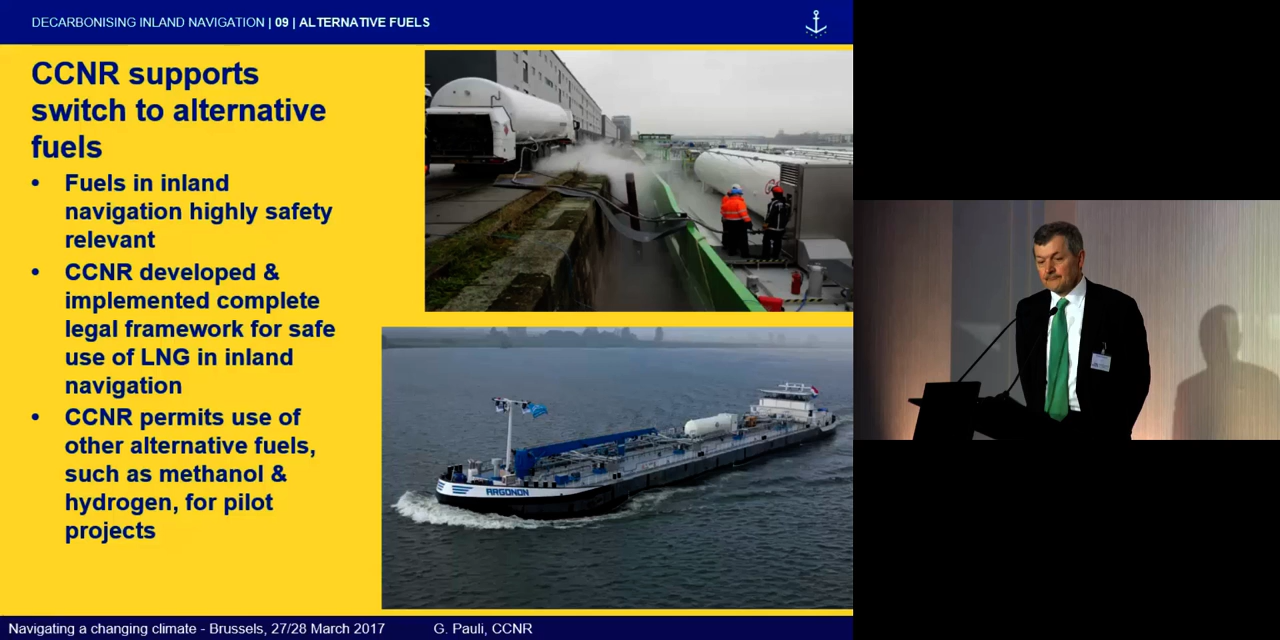 DECARBONISING INLAND NAVIGATION | 09 | ALTERNATIVE FUELS
CCNR supports
switch to alternative
fuels
• Fuels in inland
navigation highly safety
relevant
• CCNR developed &
implemented complete
legal framework for safe
use of LNG in inland
navigation
• CCNR permits use of
other alternative fuels,
such as methanol &
hydrogen, for pilot
projects
ARGONON
Navigating a changing climate - Brussels, 27/28 March 2017
G. Pauli, CCNR